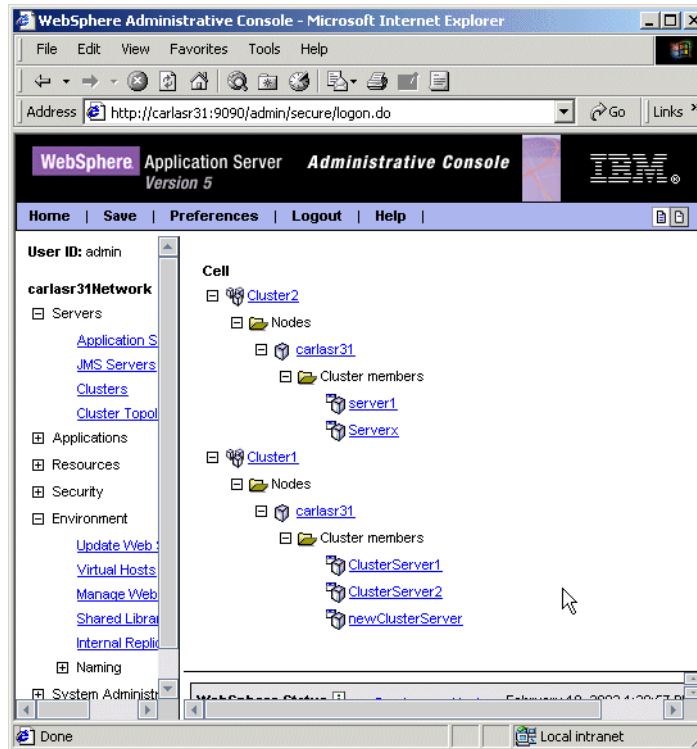 WebSphere Administrative Console - Microsoft Internet Explorer
File Edit View Favorites Tools Help
Address http://carlasr31:9090/admin/secure/logon.do Go Links »
WebSphere Application Server Administrative Console
Version 5
IBM®
Home | Save | Preferences | Logout | Help |
User ID: admin
carlasr31Network
Servers
Application S
JMS Servers
Clusters
Cluster Topol
Applications
Resources
Security
Environment
Update Web
Virtual Hosts
Manage Web
Shared Librar
Internal Replic
Naming
System Administr
Cell
Cluster2
Nodes
carlasr31
Cluster members
server1
Serverx
Cluster1
Nodes
carlasr31
Cluster members
ClusterServer1
ClusterServer2
newClusterServer
WebSphere Status
Done
Local intranet